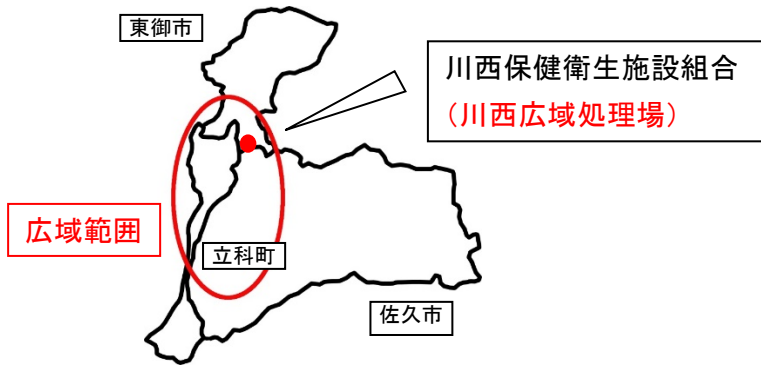 東御市
川西保健衛生施設組合
（川西広域処理場）
広域範囲
立科町
佐久市